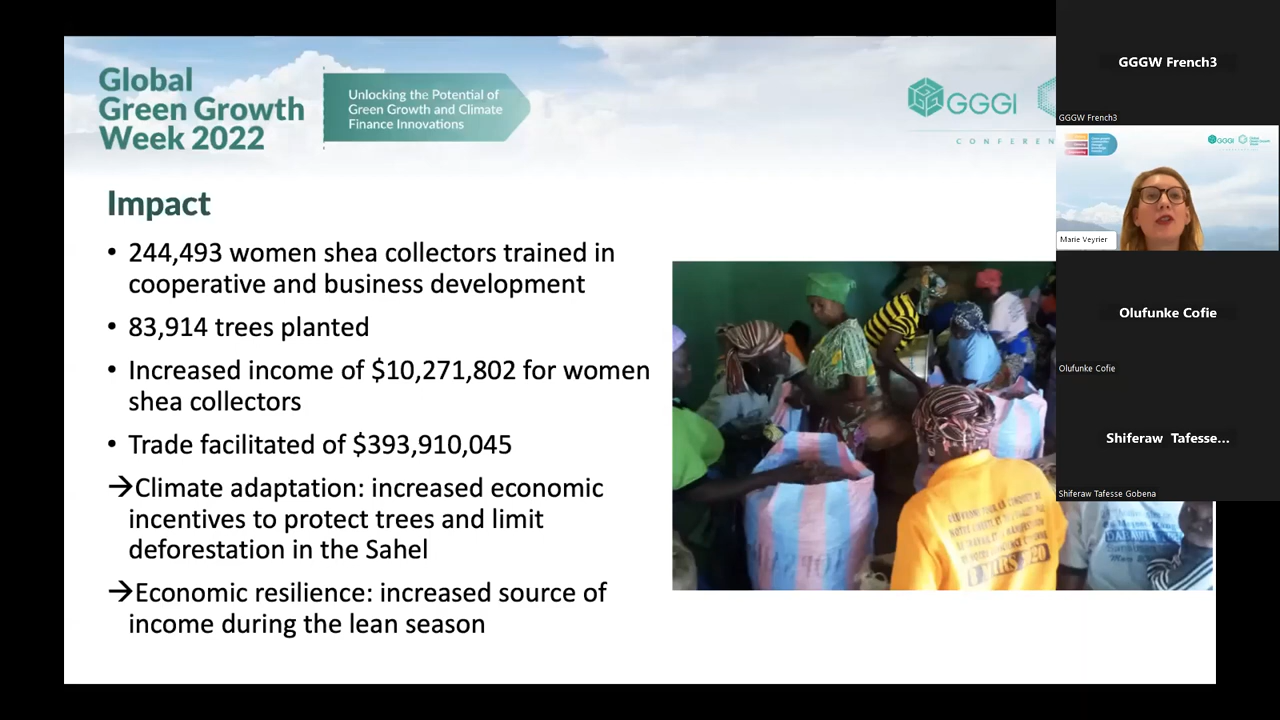 Global
Green Growth
Week 2022
Unlocking the Potential of
Green Growth and Climate
Finance Innovations
GGGI
CONFEREN
Impact
• 244,493 women shea collectors trained in
cooperative and business development
• 83,914 trees planted
• Increased income of $10,271,802 for women
shea collectors
• Trade facilitated of $393,910,045
→Climate adaptation: increased economic
incentives to protect trees and limit
deforestation in the Sahel
→Economic resilience: increased source of
income during the lean season
GGGW French3
GGGW French3
GGGI
Marie Veyrier
Olufunke Cofie
Olufunke Cofie
Shiferaw Tafesse...
Shiferaw Tafesse Gobena